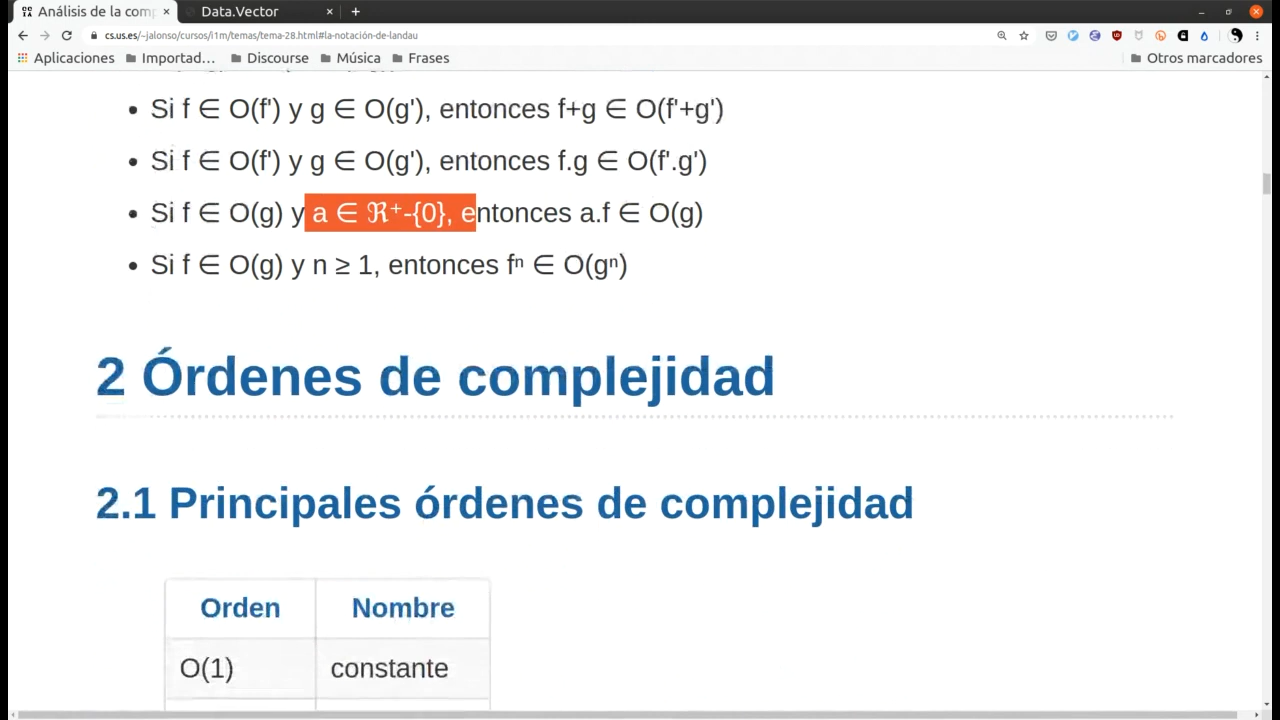 Análisis de la comp
Data.Vector
cs.us.es/~jalonso/cursos/i1m/temas/tema-28.html#la-notación-de-landau
Aplicaciones Importad... Discourse Música Frases Otros marcadores
• Si f ∈ O(f') y g ∈ O(g'), entonces f+g ∈ O(f'+g')
• Si f ∈ O(f') y g ∈ O(g'), entonces f.g ∈ O(f'.g')
• Si f ∈ O(g) y a ∈ ℜ⁺-{0}, entonces a.f ∈ O(g)
• Si f ∈ O(g) y n ≥ 1, entonces fⁿ ∈ O(gⁿ)
2 Órdenes de complejidad
2.1 Principales órdenes de complejidad
Orden Nombre
O(1) constante